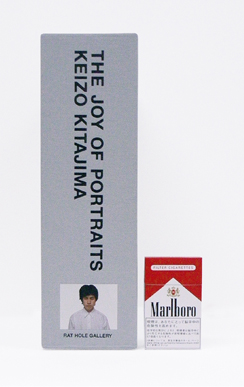 THE JOY OF PORTRAITS
KEIZO KITAJIMA
RAT HOLE GALLERY
FILTER CIGARETTES
Marlboro